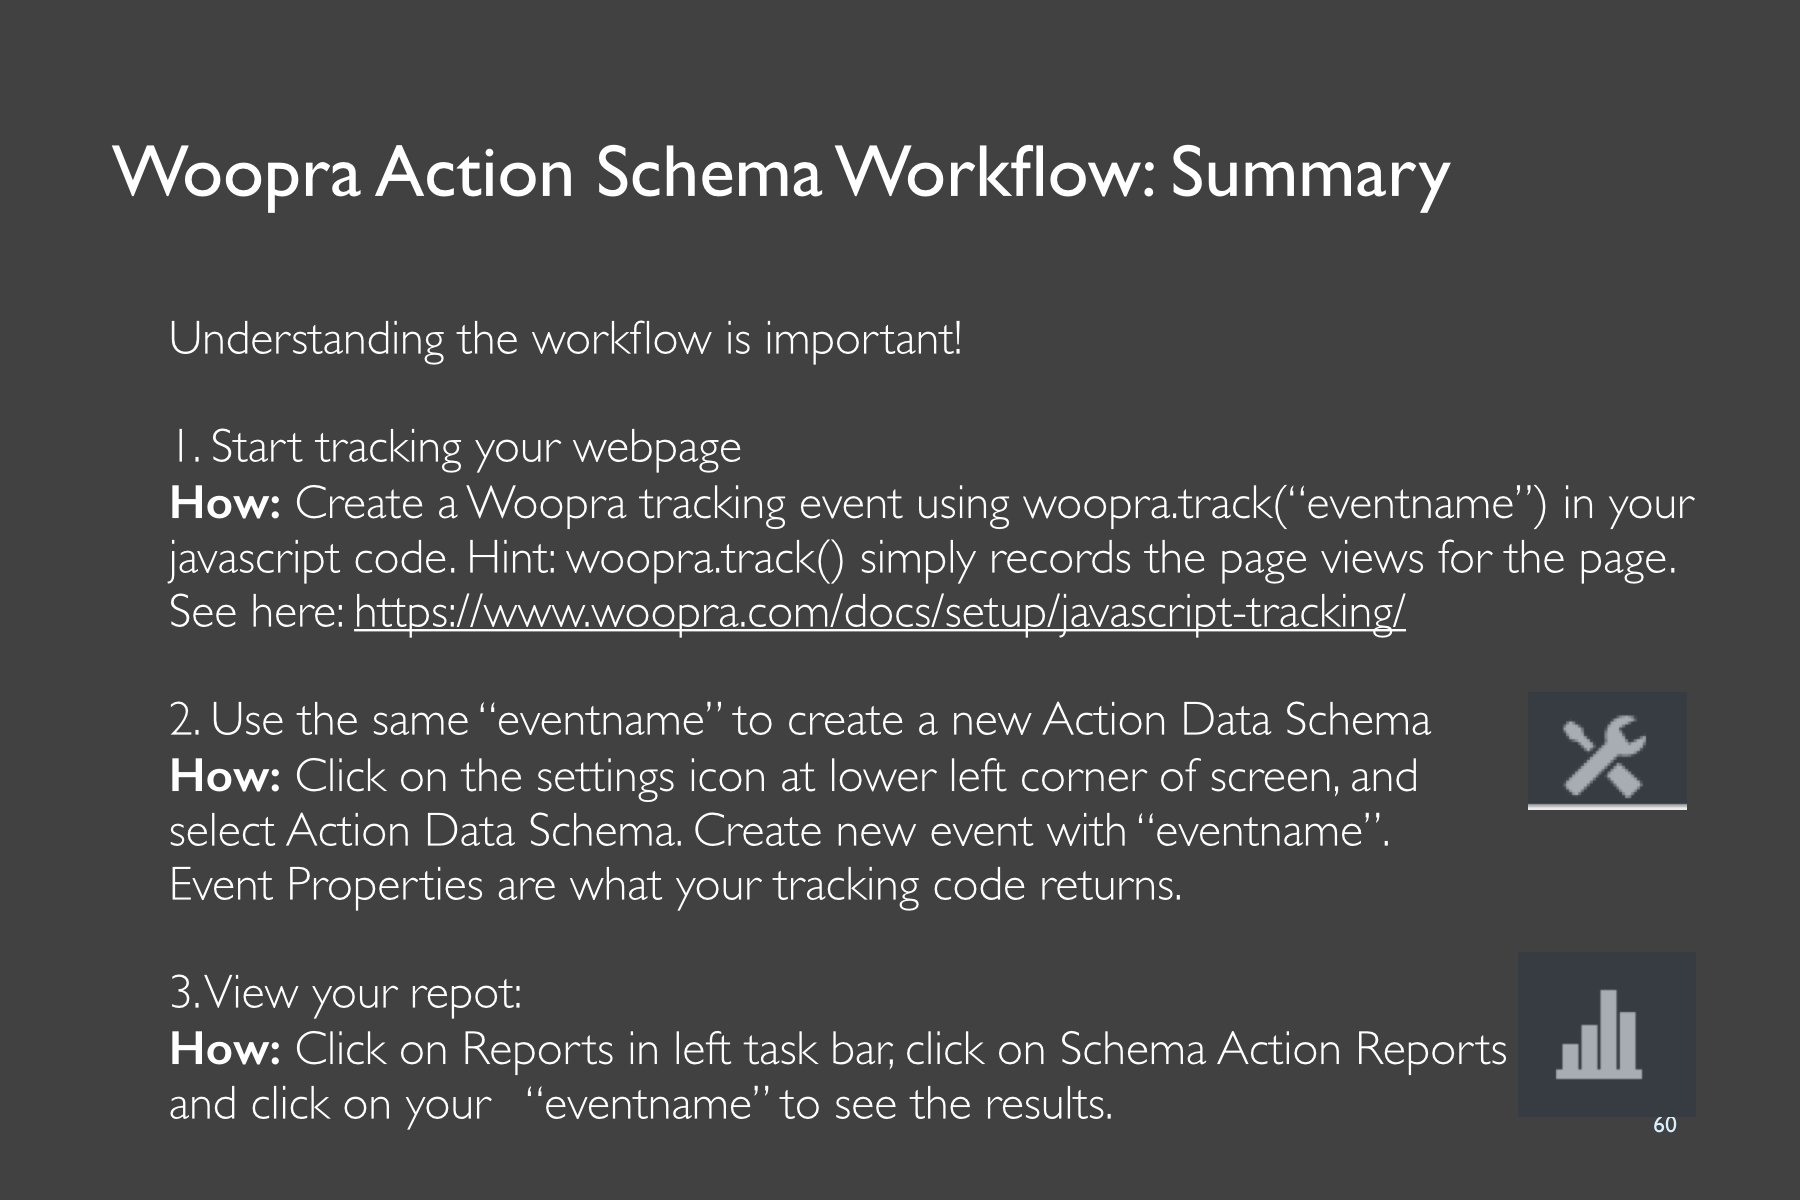 Woopra Action Schema Workflow: Summary
Understanding the workflow is important!
1. Start tracking your webpage
How: Create a Woopra tracking event using woopra.track(“eventname”) in your
javascript code. Hint: woopra.track() simply records the page views for the page.
See here: https://www.woopra.com/docs/setup/javascript-tracking/
2. Use the same “eventname” to create a new Action Data Schema
How: Click on the settings icon at lower left corner of screen, and
select Action Data Schema. Create new event with “eventname”.
Event Properties are what your tracking code returns.
3. View your repot:
How: Click on Reports in left task bar, click on Schema Action Reports
and click on your “eventname” to see the results.
60